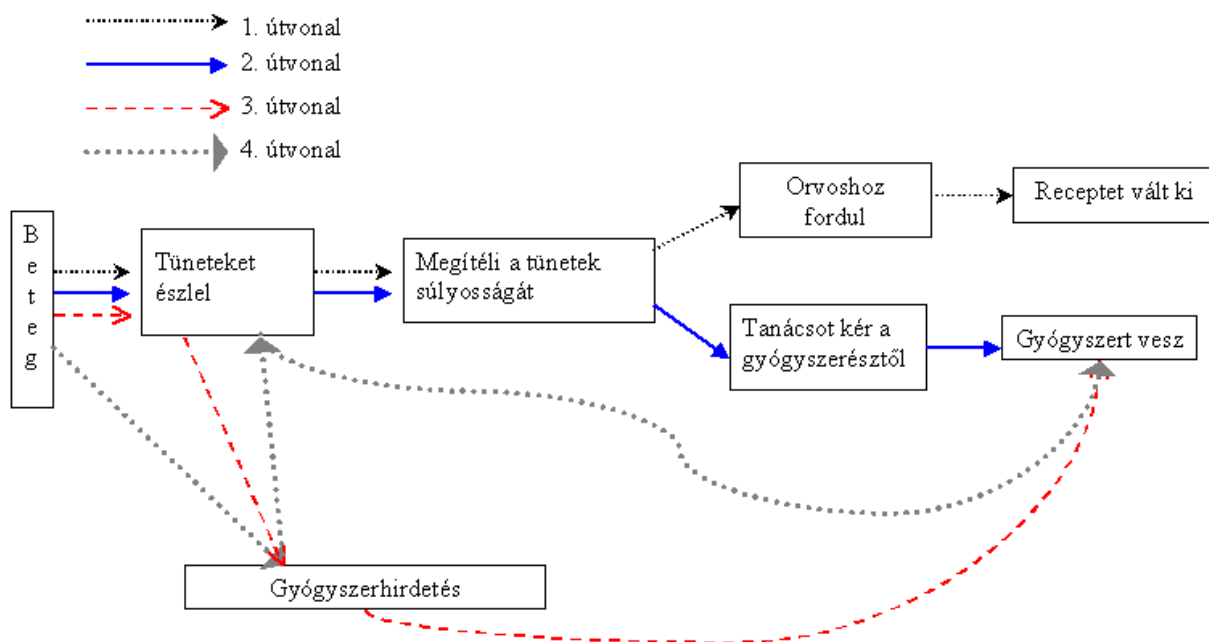 1. útvonal
2. útvonal
3. útvonal
4. útvonal
Beteg
Tüneteket
észlel
Megítéli a tünetek
súlyosságát
Orvoshoz
fordul
Receptet vált ki
Tanácsot kér a
gyógyszerésztől
Gyógyszert vesz
Gyógyszerhirdetés